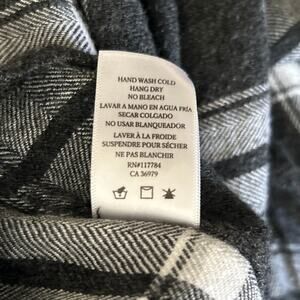 HAND WASH COLD
HANG DRY
NO BLEACH
LAVAR A MANO EN AGUA FRÍA
SECAR COLGADO
NO USAR BLANQUEADOR
LAVER À LA FROIDE
SUSPENDRE POUR SÉCHER
NE PAS BLANCHIR
RN#117784
CA 36979